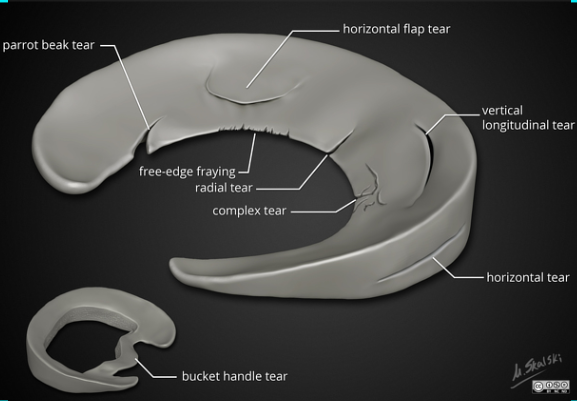 horizontal flap tear
parrot beak tear
vertical
longitudinal tear
free-edge fraying
radial tear
complex tear
horizontal tear
bucket handle tear
M. Skalski